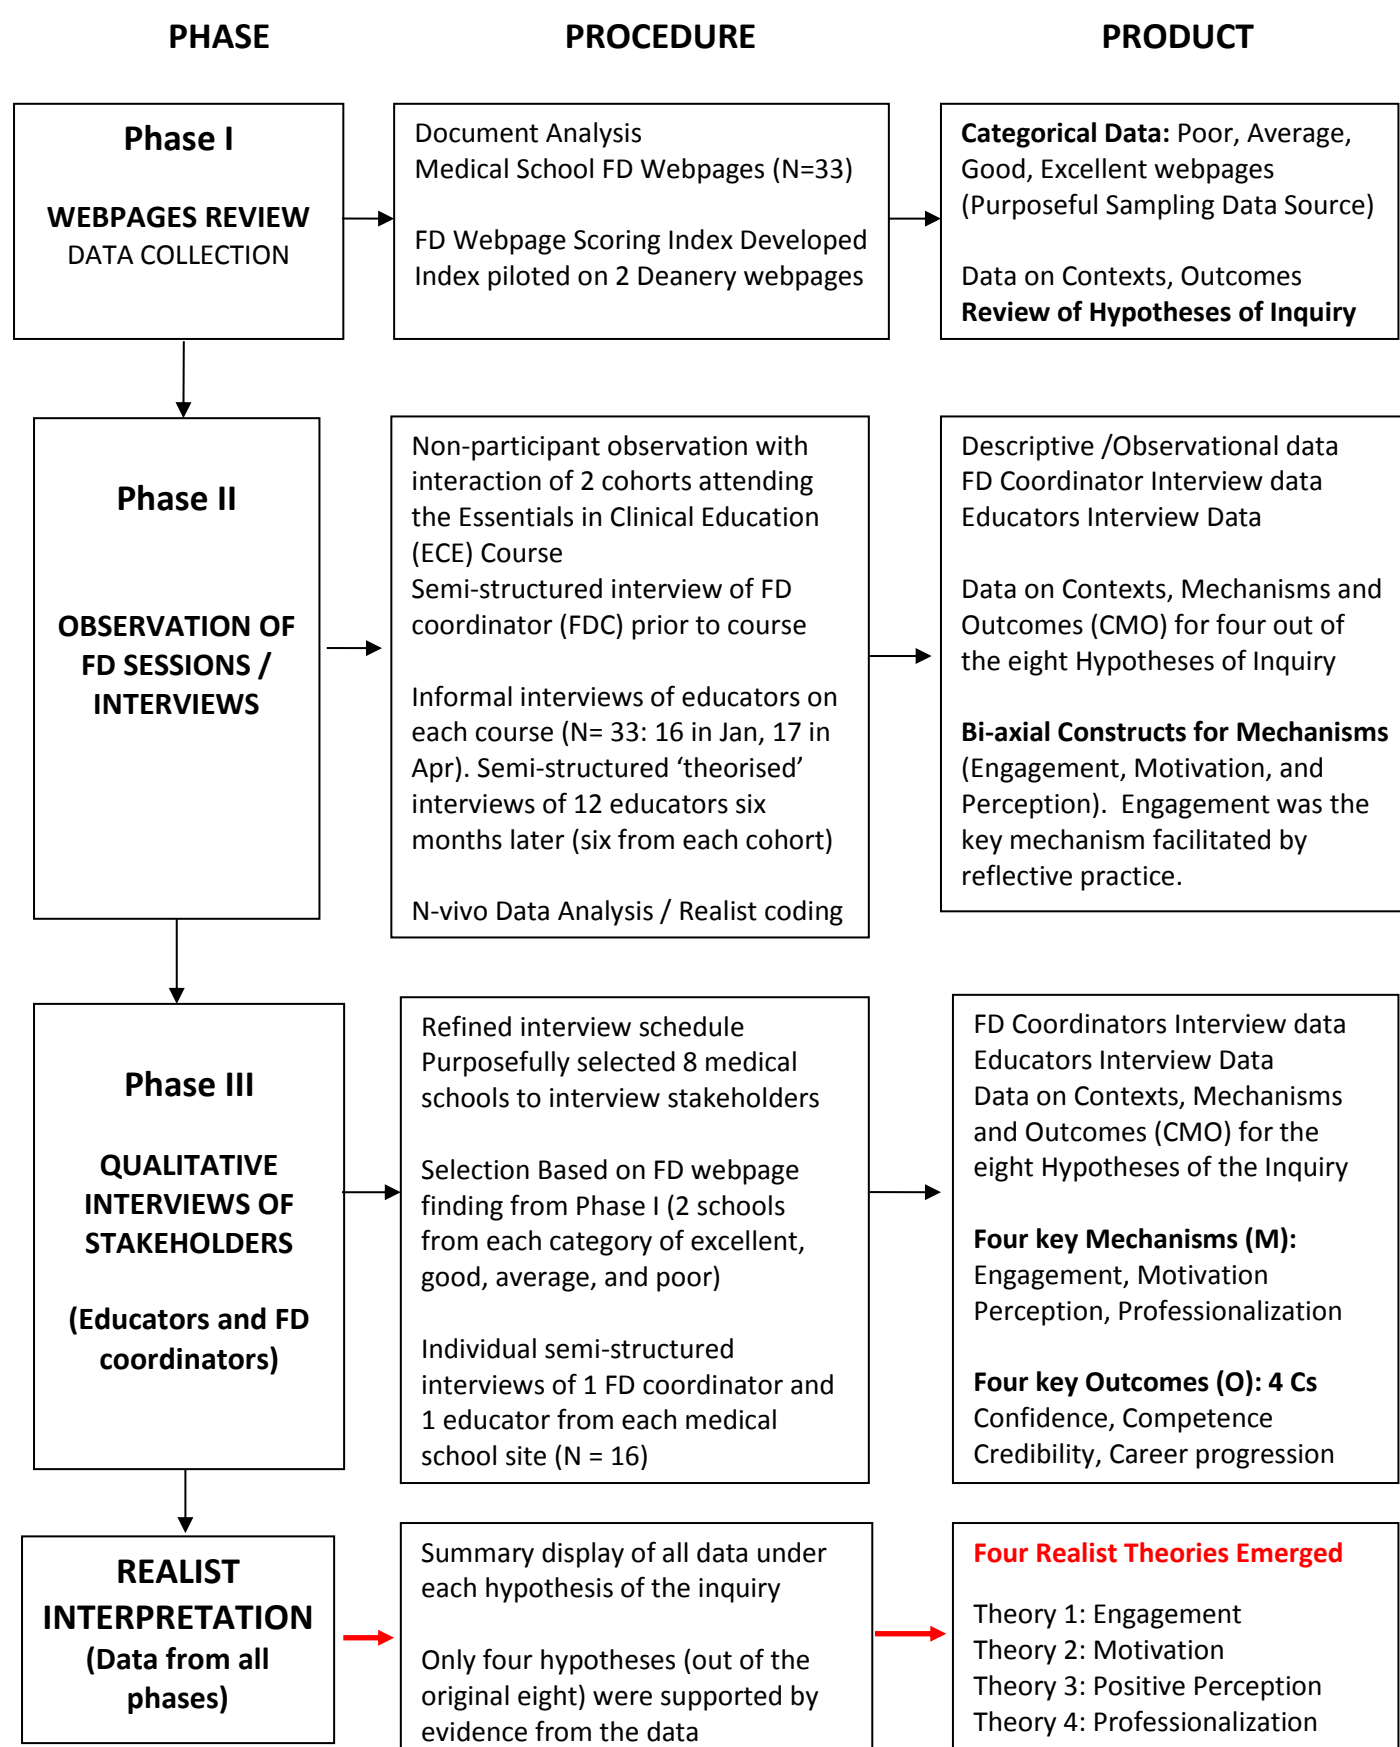 PHASE
PROCEDURE
PRODUCT
Phase I
WEBPAGES REVIEW
DATA COLLECTION
Document Analysis
Medical School FD Webpages (N=33)
FD Webpage Scoring Index Developed
Index piloted on 2 Deanery webpages
Categorical Data: Poor, Average,
Good, Excellent webpages
(Purposeful Sampling Data Source)
Data on Contexts, Outcomes
Review of Hypotheses of Inquiry
Phase II
OBSERVATION OF
FD SESSIONS /
INTERVIEWS
Non-participant observation with
interaction of 2 cohorts attending
the Essentials in Clinical Education
(ECE) Course
Semi-structured interview of FD
coordinator (FDC) prior to course
Informal interviews of educators on
each course (N= 33: 16 in Jan, 17 in
Apr). Semi-structured ‘theorised’
interviews of 12 educators six
months later (six from each cohort)
N-vivo Data Analysis / Realist coding
Descriptive /Observational data
FD Coordinator Interview data
Educators Interview Data
Data on Contexts, Mechanisms and
Outcomes (CMO) for four out of
the eight Hypotheses of Inquiry
Bi-axial Constructs for Mechanisms
(Engagement, Motivation, and
Perception). Engagement was the
key mechanism facilitated by
reflective practice.
Phase III
QUALITATIVE
INTERVIEWS OF
STAKEHOLDERS
(Educators and FD
coordinators)
Refined interview schedule
Purposefully selected 8 medical
schools to interview stakeholders
Selection Based on FD webpage
finding from Phase I (2 schools
from each category of excellent,
good, average, and poor)
Individual semi-structured
interviews of 1 FD coordinator and
1 educator from each medical
school site (N = 16)
FD Coordinators Interview data
Educators Interview Data
Data on Contexts, Mechanisms
and Outcomes (CMO) for the
eight Hypotheses of the Inquiry
Four key Mechanisms (M):
Engagement, Motivation
Perception, Professionalization
Four key Outcomes (O): 4 Cs
Confidence, Competence
Credibility, Career progression
REALIST
INTERPRETATION
(Data from all
phases)
Summary display of all data under
each hypothesis of the inquiry
Only four hypotheses (out of the
original eight) were supported by
evidence from the data
Four Realist Theories Emerged
Theory 1: Engagement
Theory 2: Motivation
Theory 3: Positive Perception
Theory 4: Professionalization